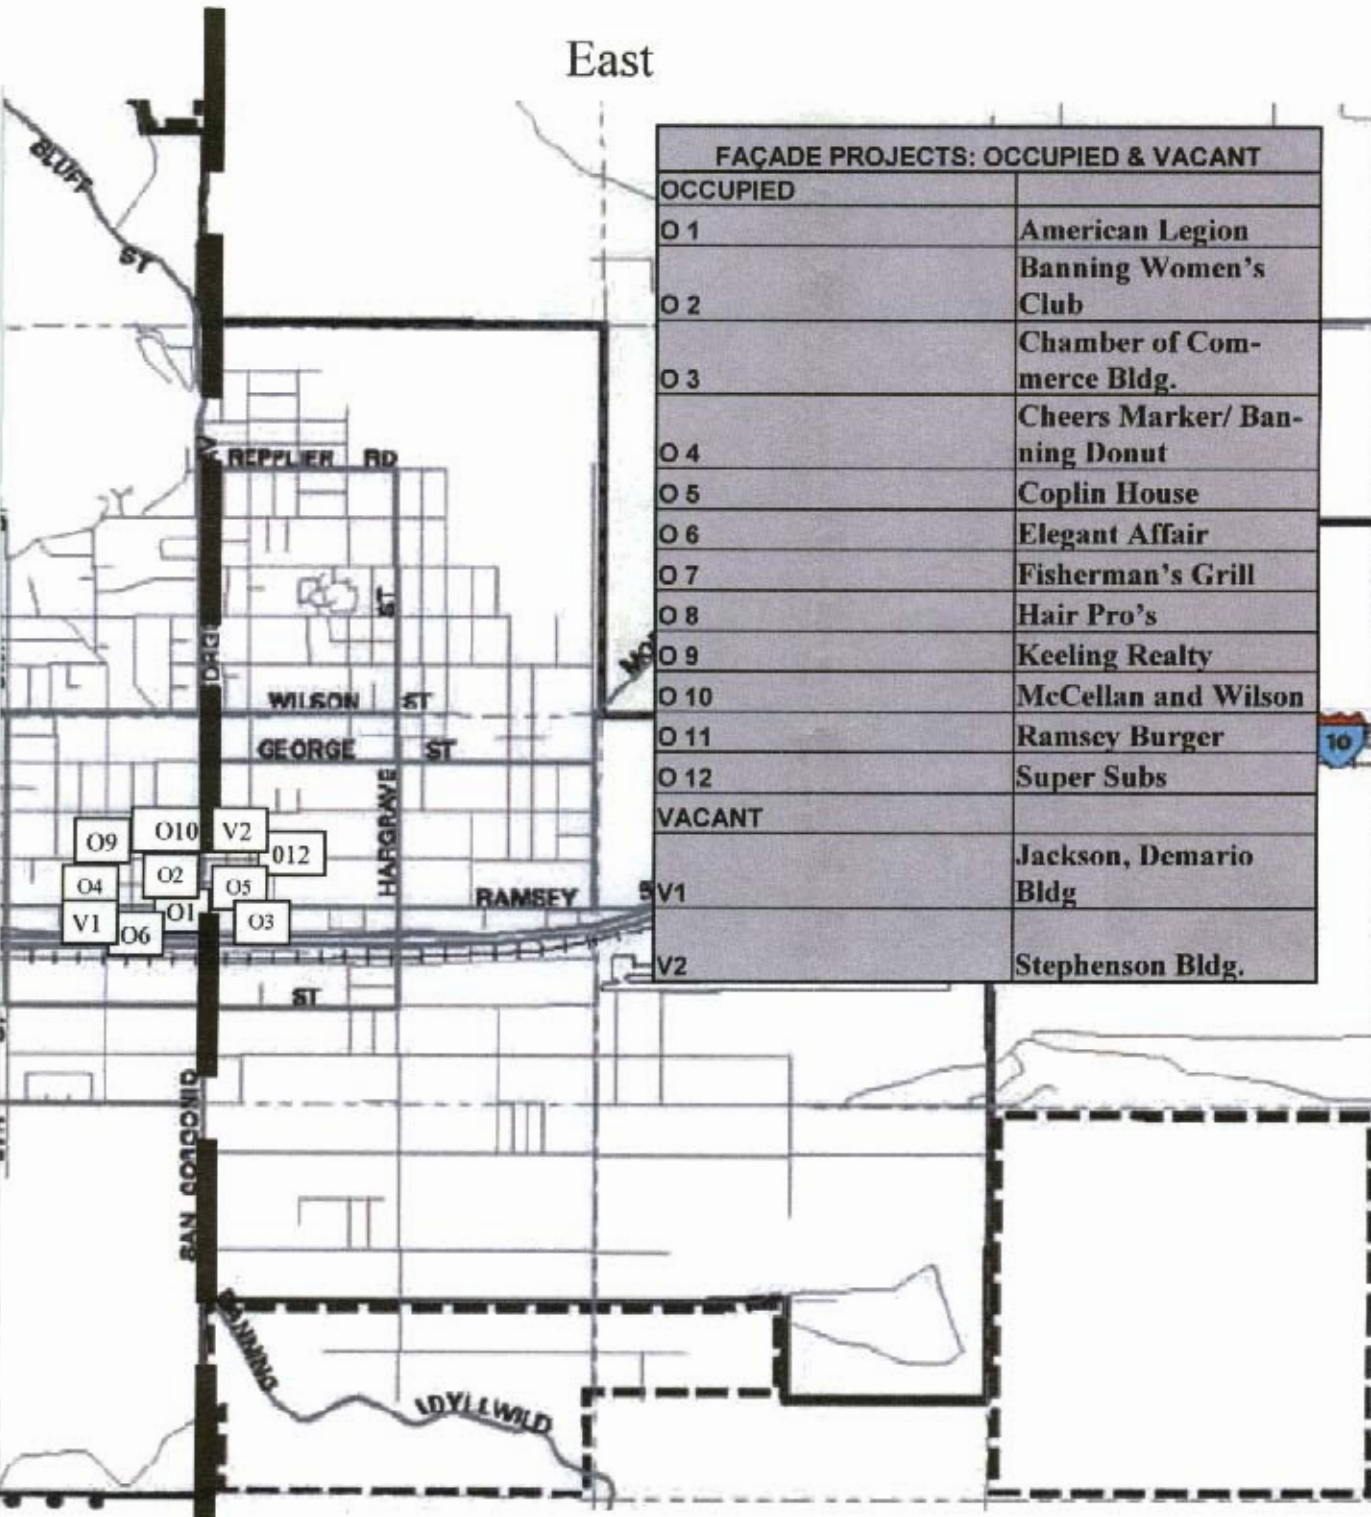 East
FAÇADE PROJECTS: OCCUPIED & VACANT
OCCUPIED
O 1 American Legion
O 2 Banning Women's
Club
O 3 Chamber of Com-
merce Bldg.
O 4 Cheers Marker/ Ban-
ning Donut
O 5 Coplin House
O 6 Elegant Affair
O 7 Fisherman's Grill
O 8 Hair Pro's
O 9 Keeling Realty
O 10 McCellan and Wilson
O 11 Ramsey Burger
O 12 Super Subs
VACANT
V1 Jackson, Demario
Bldg
V2 Stephenson Bldg.
BLUFF
ST
REPPLIER RD
ST
WILSON ST
GEORGE ST
10
HARGRAVE
O9
O10
V2
012
O4
O2
O5
RAMSEY
V1
O6
O1
O3
ST
SAN GORGONIO
BANNING
IDYLLWILD